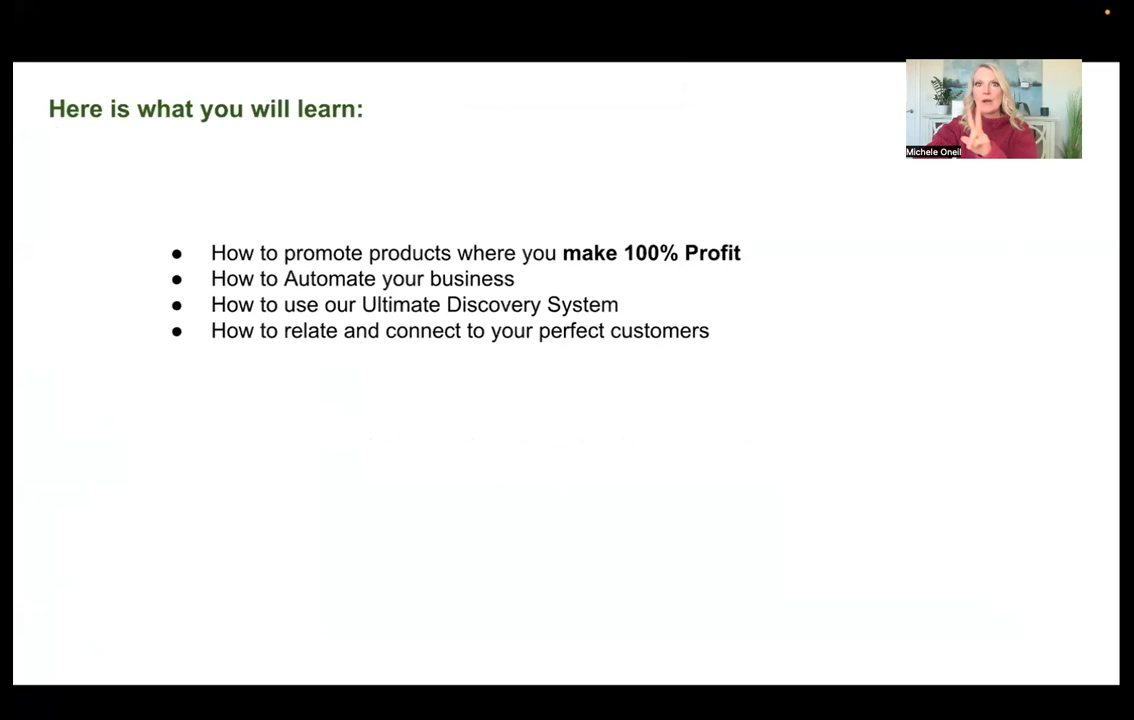 Here is what you will learn:
Michele Oneil
● How to promote products where you make 100% Profit
● How to Automate your business
● How to use our Ultimate Discovery System
● How to relate and connect to your perfect customers